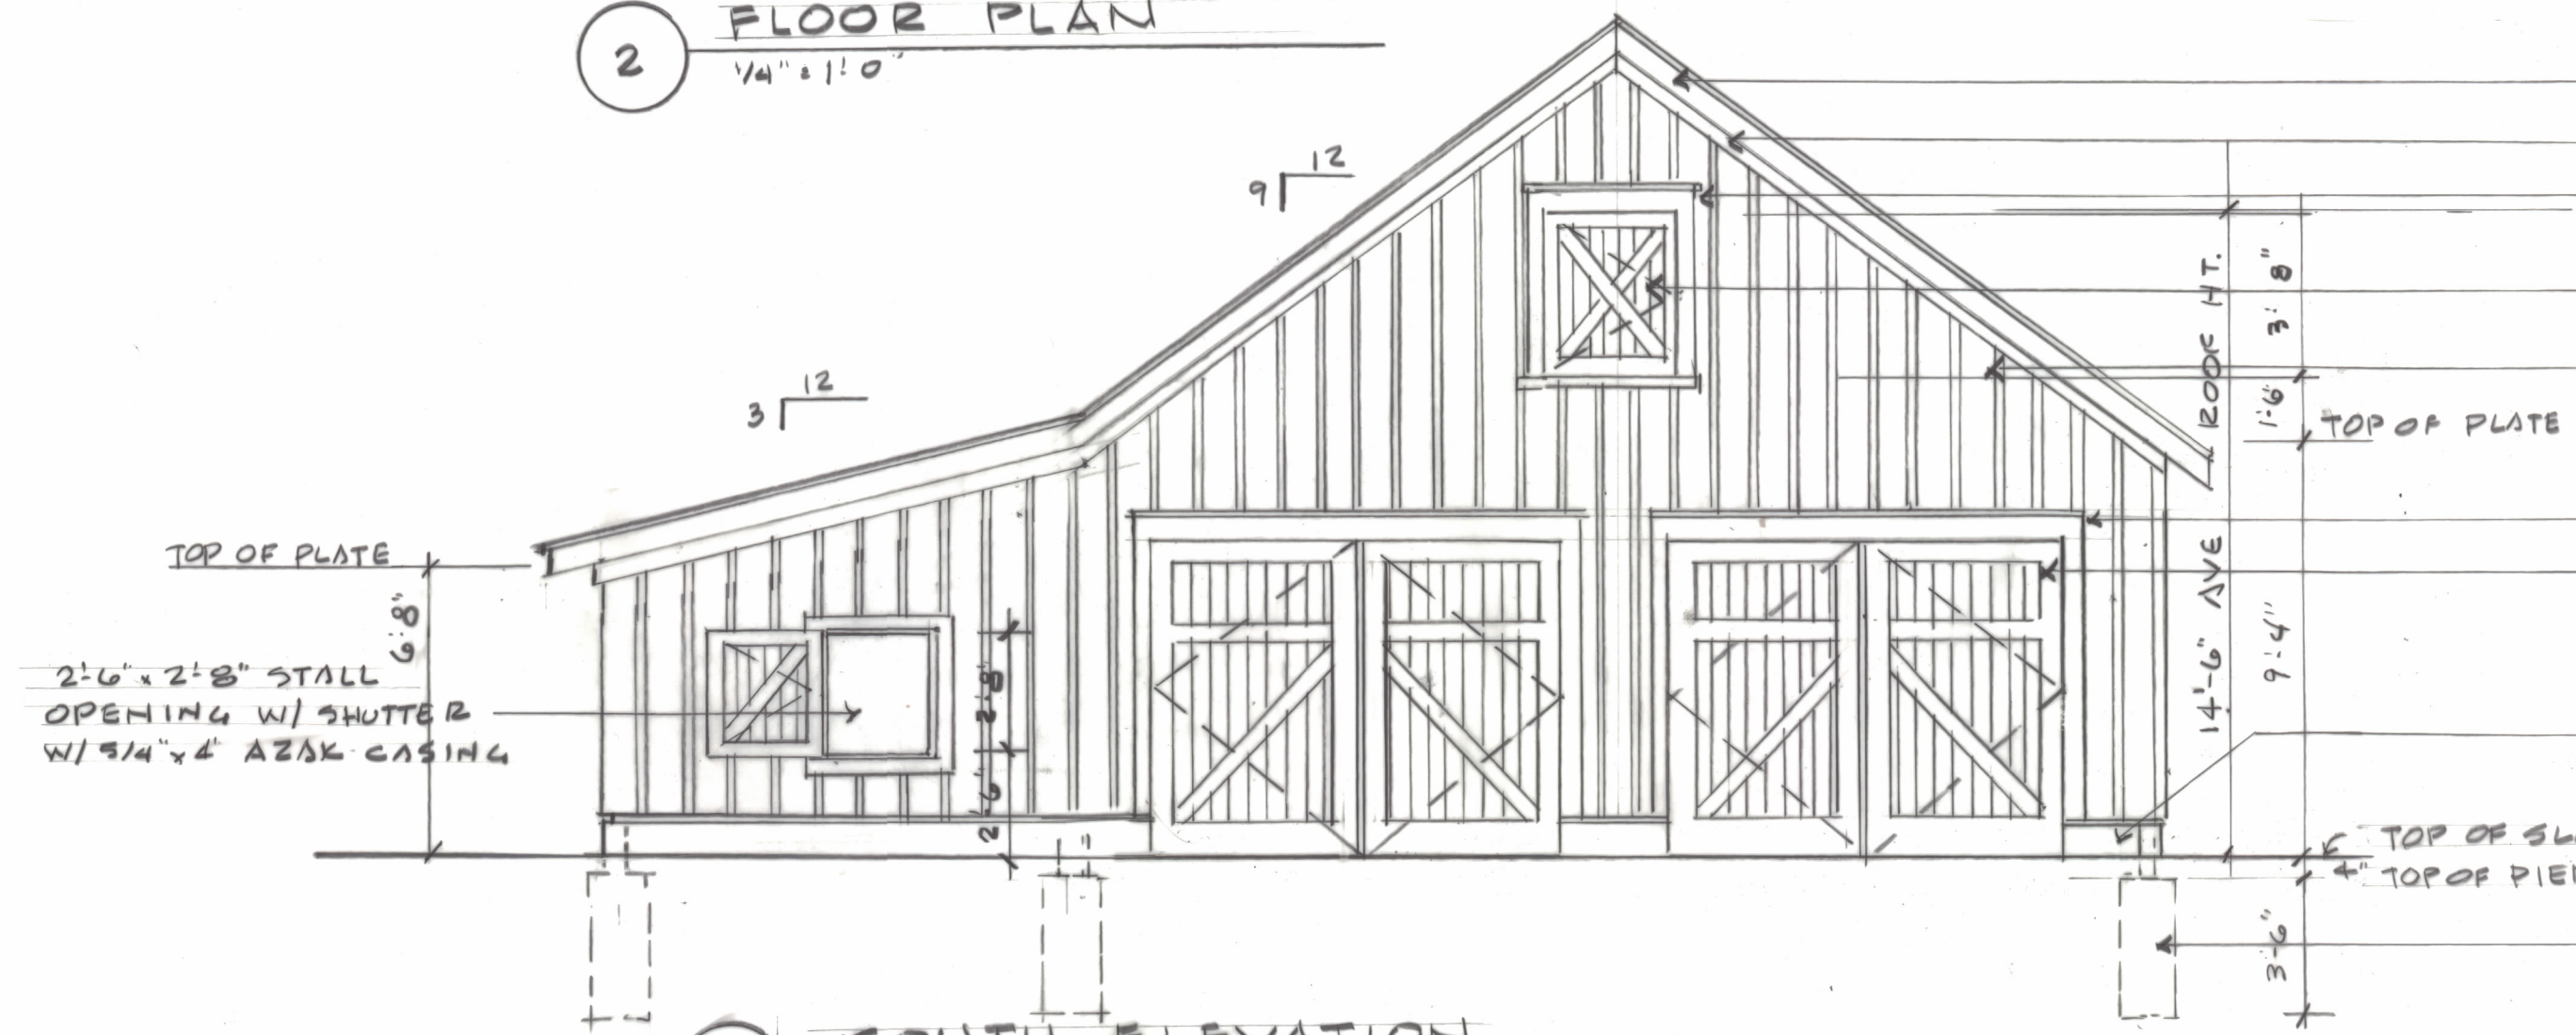 2
FLOOR PLAN
1/4" = 1'-0"
12
9
12
3
TOP OF PLATE
6'-8"
2'-6" x 2'-8" STALL
OPENING W/ SHUTTER
W/ 5/4" x 4" AZAK CASING
2'-8"
2'-6"
14'-6" AVE ROOF HT.
3'-8"
1'-6"
TOP OF PLATE
9'-4"
TOP OF SL
4" TOP OF PIE
3'-6"
SOUTH ELEVATION